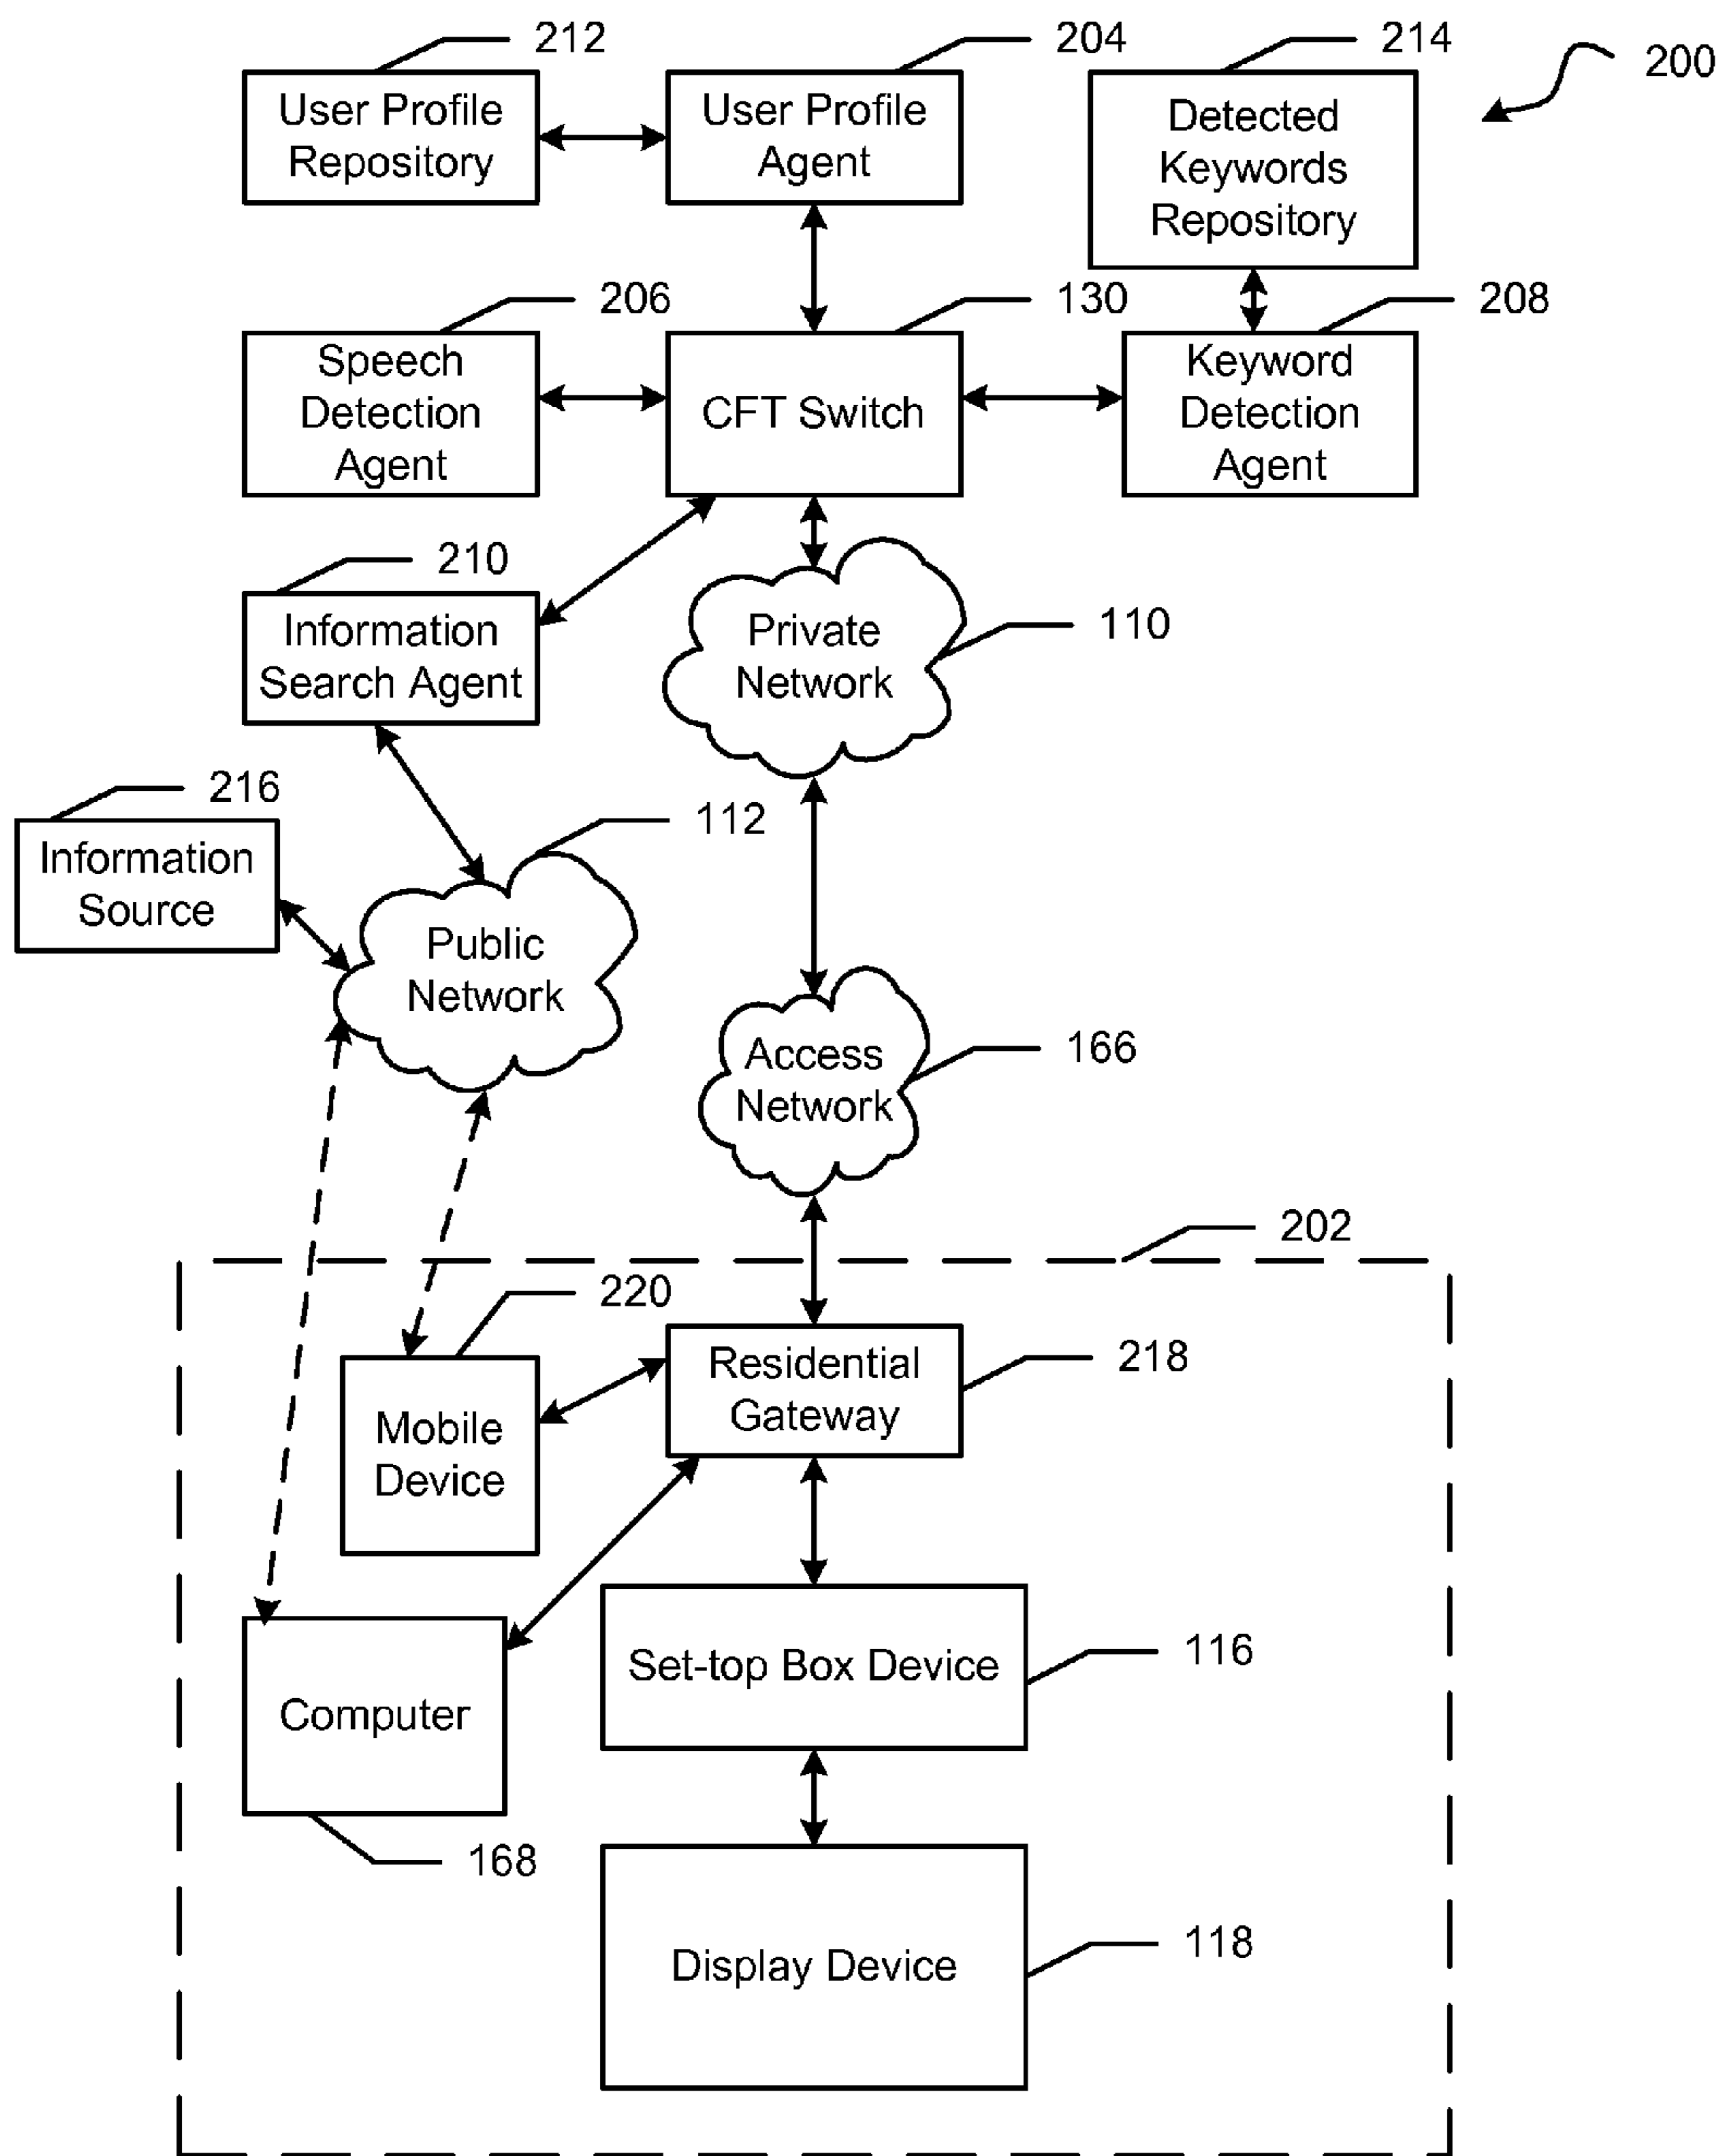 212
204
214
200
User Profile
Repository
User Profile
Agent
Detected
Keywords
Repository
206
130
208
Speech
Detection
Agent
CFT Switch
Keyword
Detection
Agent
210
Information
Search Agent
Private
Network
110
216
112
Information
Source
Public
Network
Access
Network
166
202
220
Residential
Gateway
218
Mobile
Device
Set-top Box Device
116
Computer
168
Display Device
118